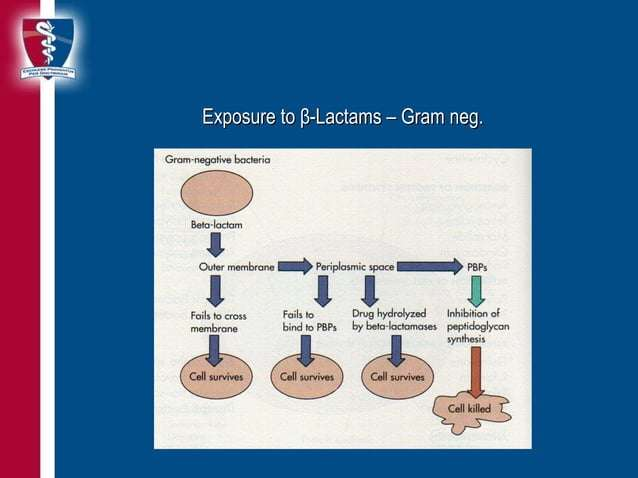 Exposure to β-Lactams – Gram neg.
Gram-negative bacteria
Beta-lactam
Outer membrane
Periplasmic space
PBPs
Fails to cross
membrane
Fails to
bind to PBPs
Drug hydrolyzed
by beta-lactamases
Inhibition of
peptidoglycan
synthesis
Cell survives
Cell survives
Cell survives
Cell killed